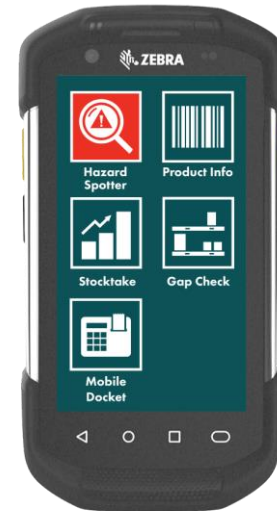 ZEBRA
Hazard
Spotter
Product Info
Stocktake
Gap Check
Mobile
Docket